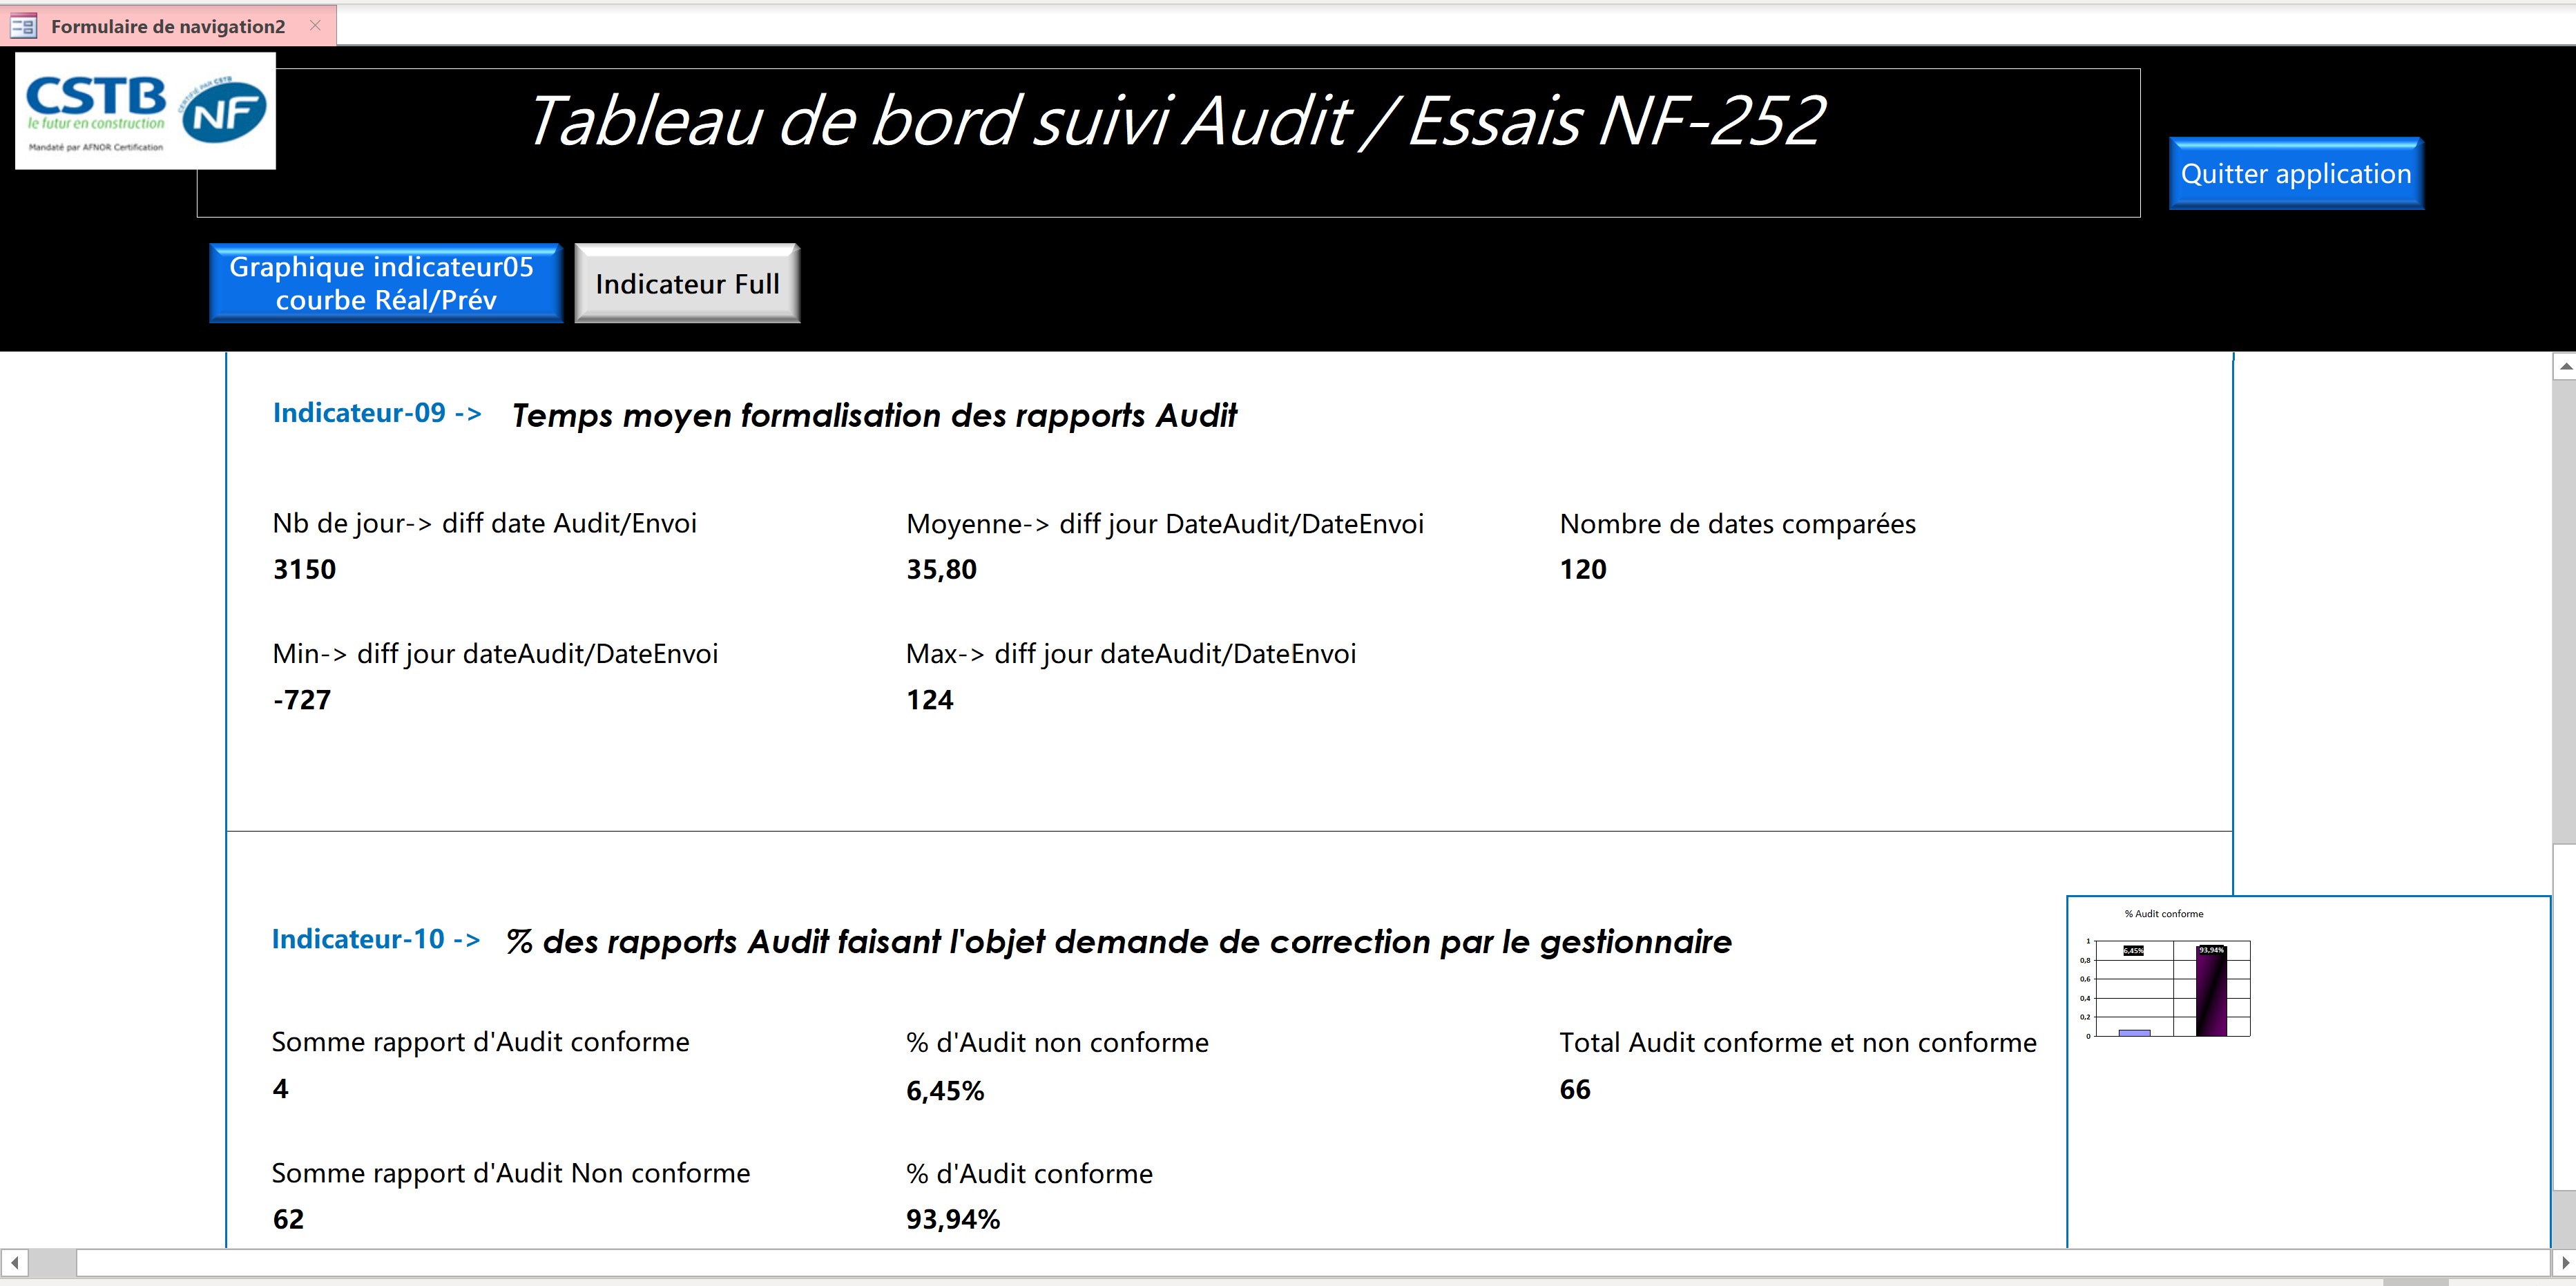 Formulaire de navigation2
CSTB
le futur en construction
Mandaté par AFNOR Certification
CERTIFIÉ PAR CSTB
NF
Tableau de bord suivi Audit / Essais NF-252
Quitter application
Graphique indicateur05
courbe Réal/Prév
Indicateur Full
Indicateur-09 -> Temps moyen formalisation des rapports Audit
Nb de jour-> diff date Audit/Envoi
3150
Moyenne-> diff jour DateAudit/DateEnvoi
35,80
Nombre de dates comparées
120
Min-> diff jour dateAudit/DateEnvoi
-727
Max-> diff jour dateAudit/DateEnvoi
124
Indicateur-10 -> % des rapports Audit faisant l'objet demande de correction par le gestionnaire
Somme rapport d'Audit conforme
4
% d'Audit non conforme
6,45%
Total Audit conforme et non conforme
66
Somme rapport d'Audit Non conforme
62
% d'Audit conforme
93,94%
% Audit conforme
1
0,8
0,6
0,4
0,2
0
6,45%
93,94%